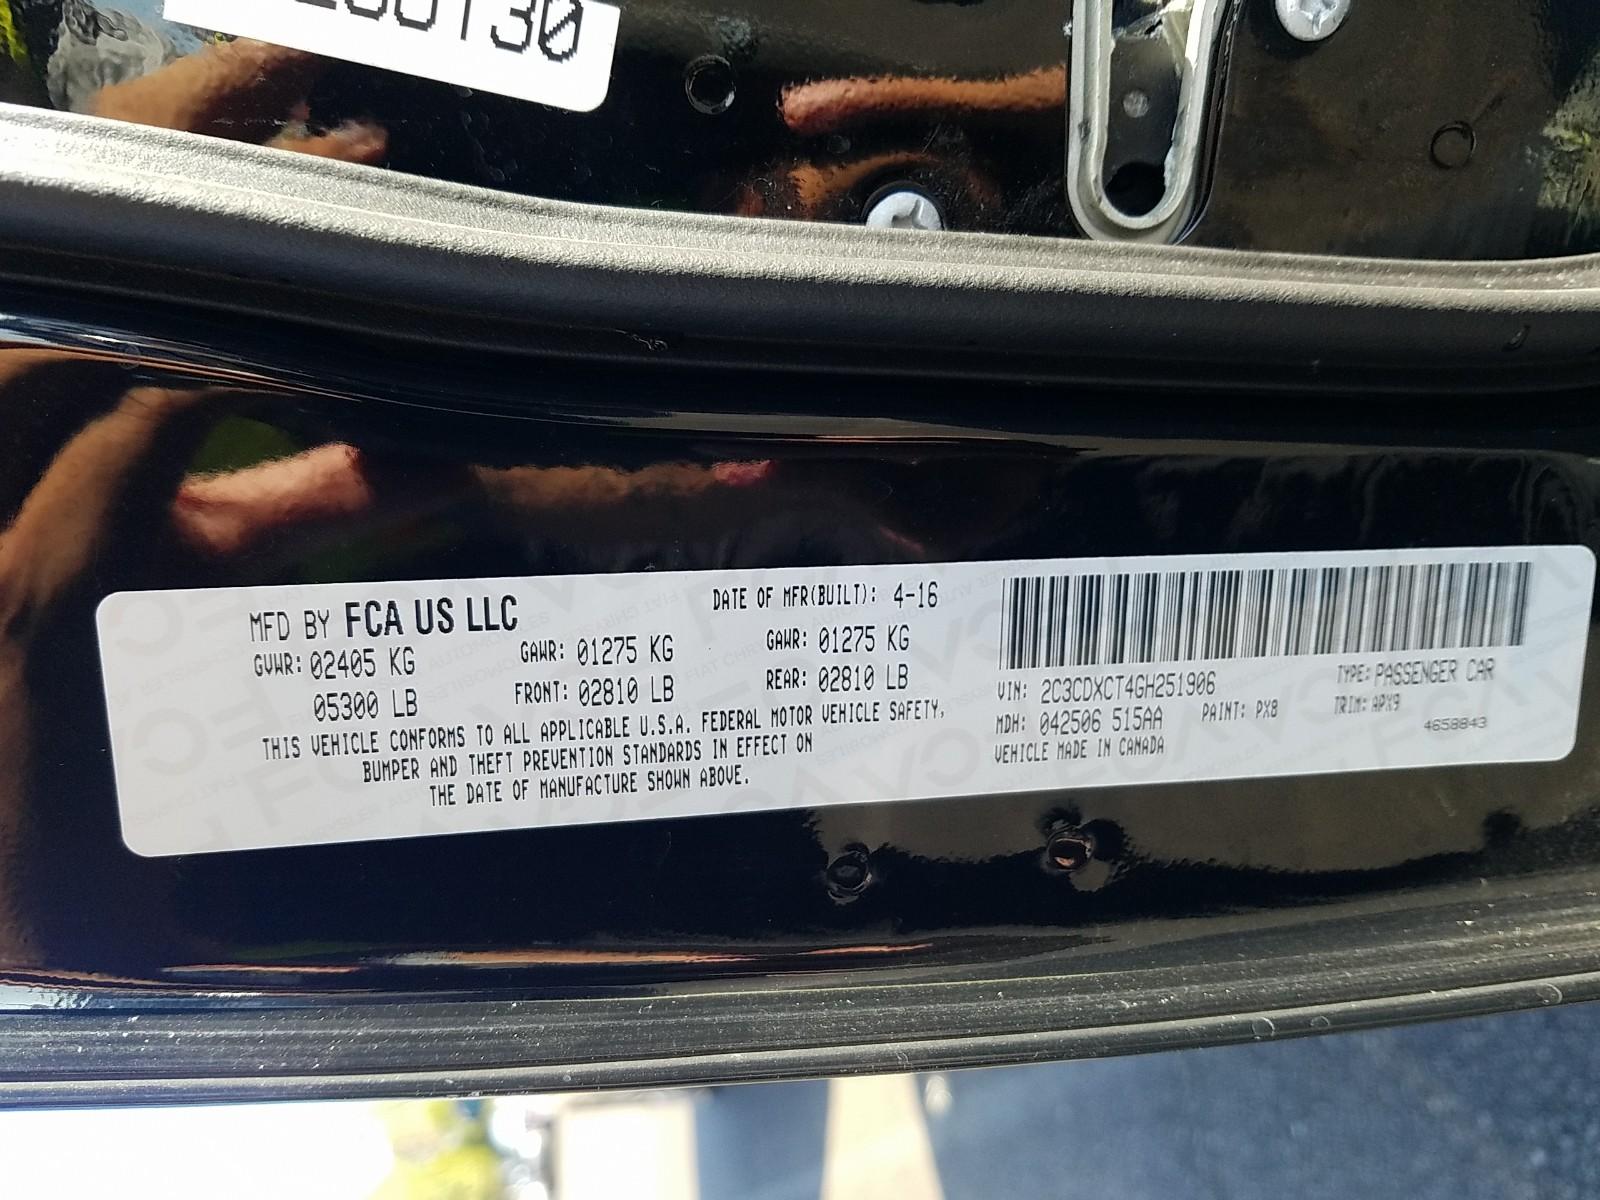 MFD BY FCA US LLC
DATE OF MFR(BUILT): 4-16
GVWR: 02405 KG
05300 LB
GAWR: 01275 KG
FRONT: 02810 LB
GAWR: 01275 KG
REAR: 02810 LB
THIS VEHICLE CONFORMS TO ALL APPLICABLE U.S.A. FEDERAL MOTOR VEHICLE SAFETY,
BUMPER AND THEFT PREVENTION STANDARDS IN EFFECT ON
THE DATE OF MANUFACTURE SHOWN ABOVE.
VIN: 2C3CDXCT4GH251906
TYPE: PASSENGER CAR
MDH: 042506 515AA
PAINT: PX8
TRIM: APX9
VEHICLE MADE IN CANADA
4658843